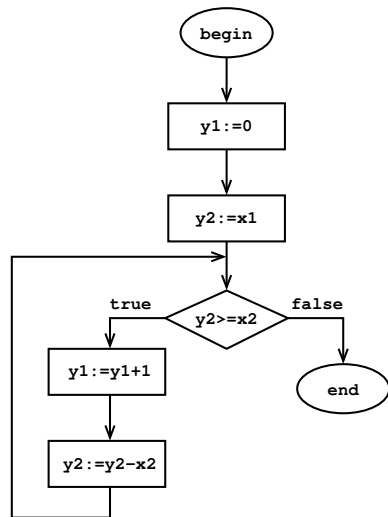 begin
y1:=0
y2:=x1
true
false
y2>=x2
y1:=y1+1
end
y2:=y2-x2